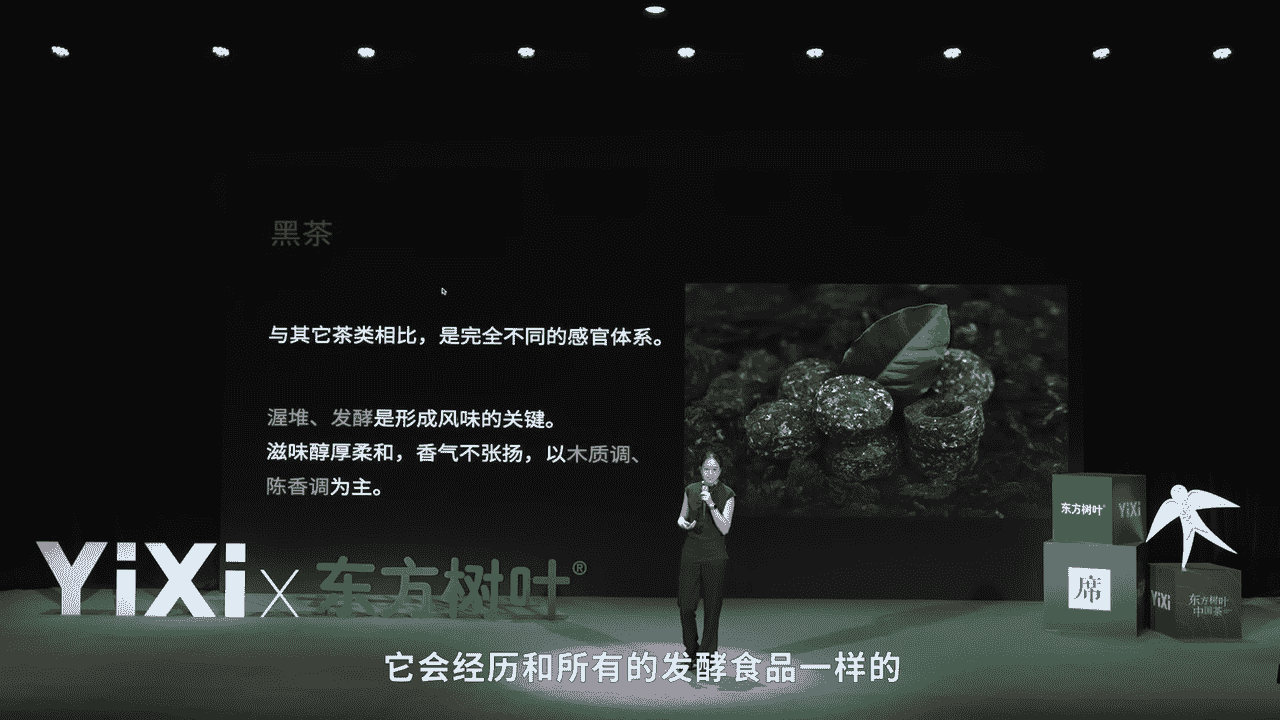 黑茶
与其它茶类相比，是完全不同的感官体系。
渥堆、发酵是形成风味的关键。
滋味醇厚柔和，香气不张扬，以木质调、
陈香调为主。
东方树叶
YiXi
YiXi x 东方树叶®
席
YiXi
东方树叶
中国茶
它会经历和所有的发酵食品一样的